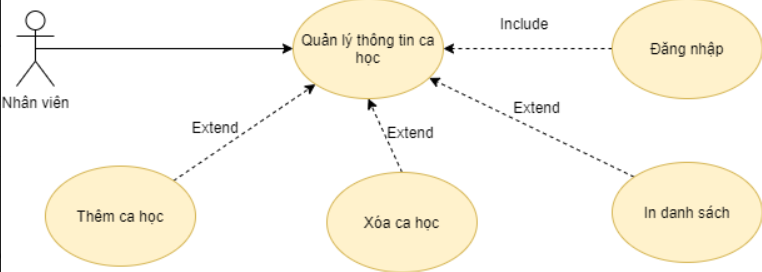 Include
Quản lý thông tin ca
học
Đăng nhập
Nhân viên
Extend
Extend
Extend
Thêm ca học
Xóa ca học
In danh sách